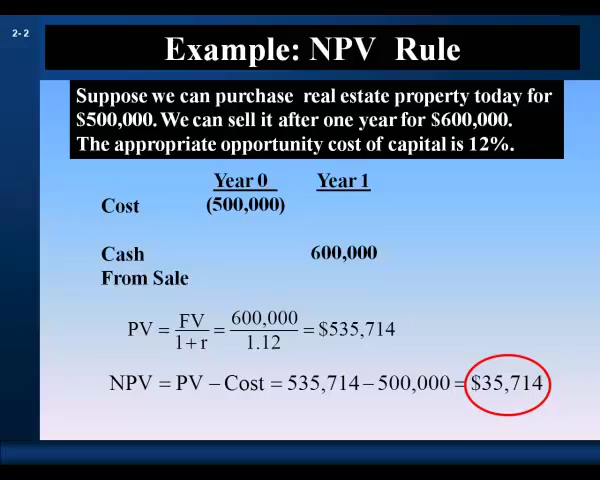 2- 2
Example: NPV Rule
Suppose we can purchase real estate property today for
$500,000. We can sell it after one year for $600,000.
The appropriate opportunity cost of capital is 12%.
Year 0 Year 1
Cost (500,000)
Cash 600,000
From Sale
PV = FV / 1 + r = 600,000 / 1.12 = $535,714
NPV = PV − Cost = 535,714 − 500,000 = $35,714